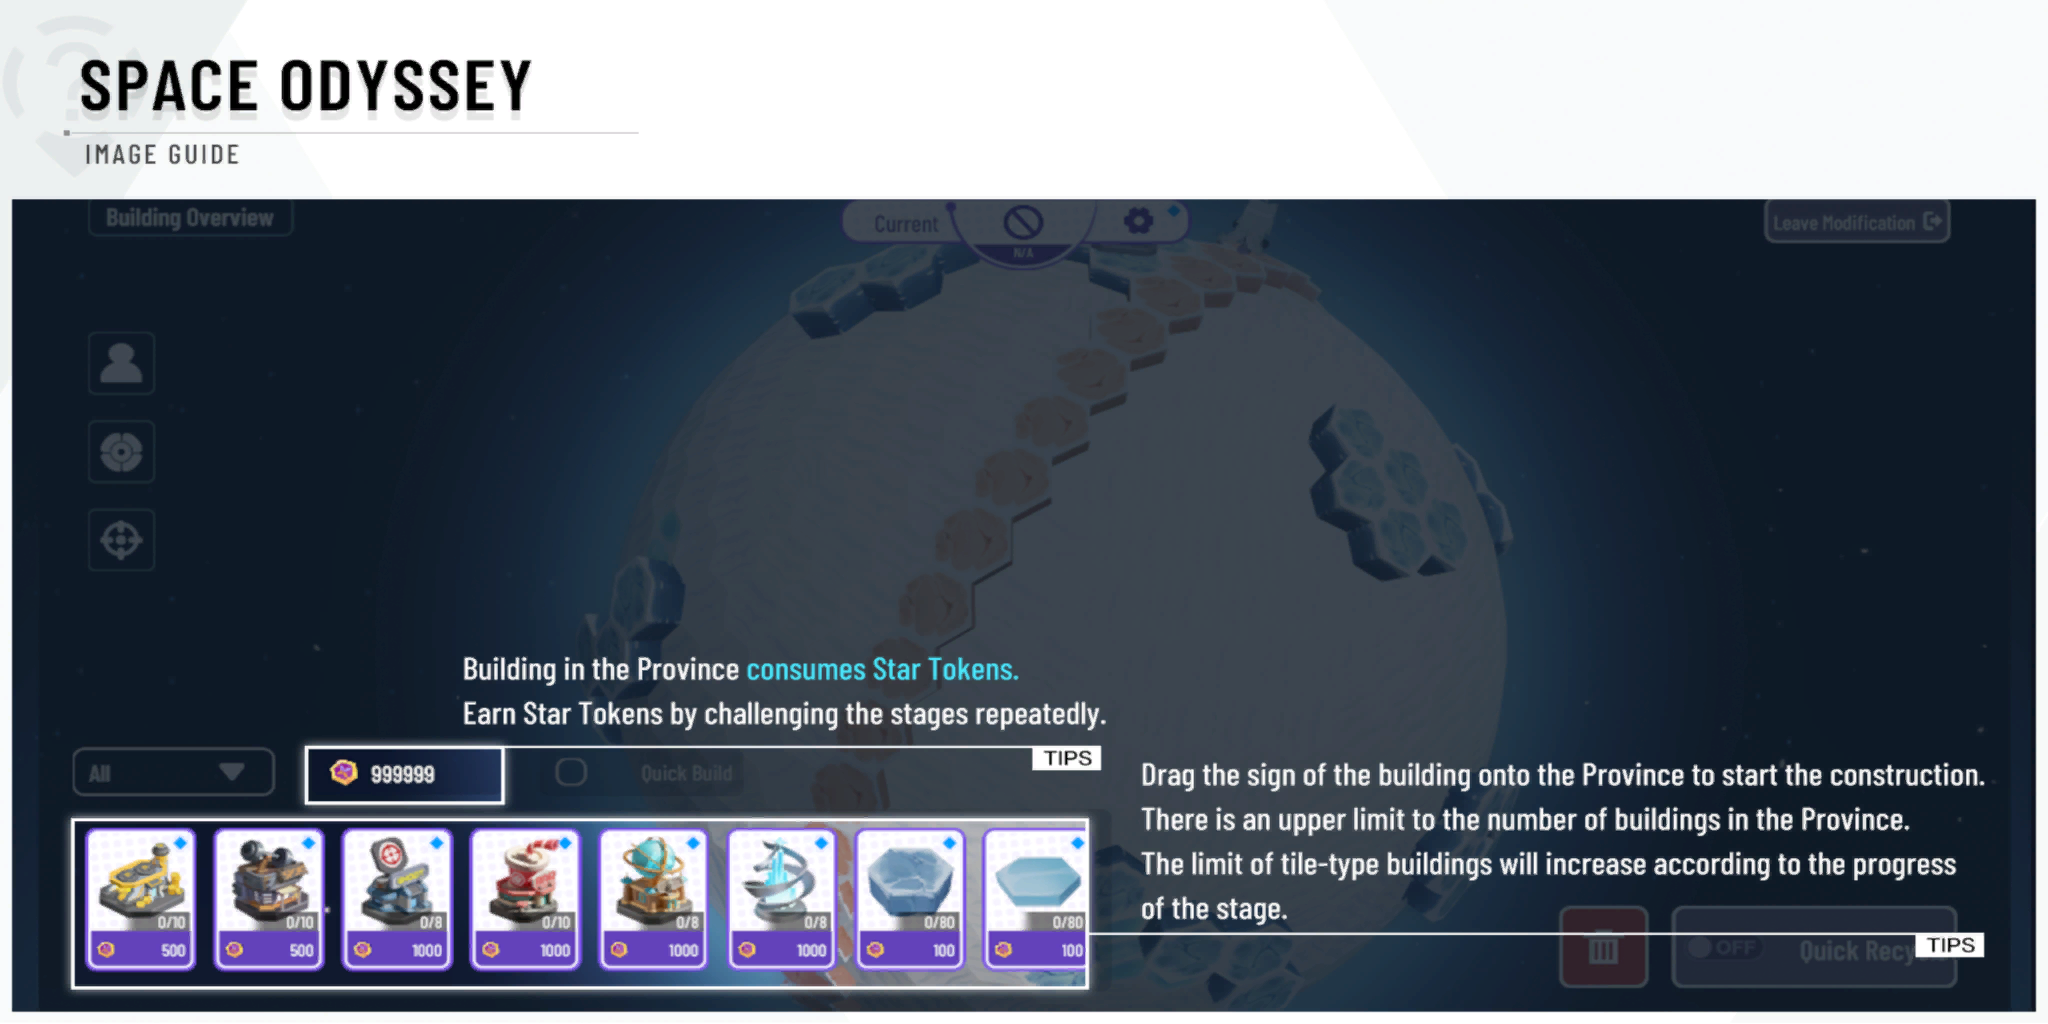 SPACE ODYSSEY
IMAGE GUIDE
Building Overview
Current
N/A
Leave Modification
Building in the Province consumes Star Tokens.
Earn Star Tokens by challenging the stages repeatedly.
TIPS
All
999999
Quick Build
Drag the sign of the building onto the Province to start the construction.
There is an upper limit to the number of buildings in the Province.
The limit of tile-type buildings will increase according to the progress
of the stage.
TIPS
0/10
0/10
0/8
0/10
0/8
0/8
0/80
0/80
500
500
1000
1000
1000
1000
100
100
OFF
Quick Recy